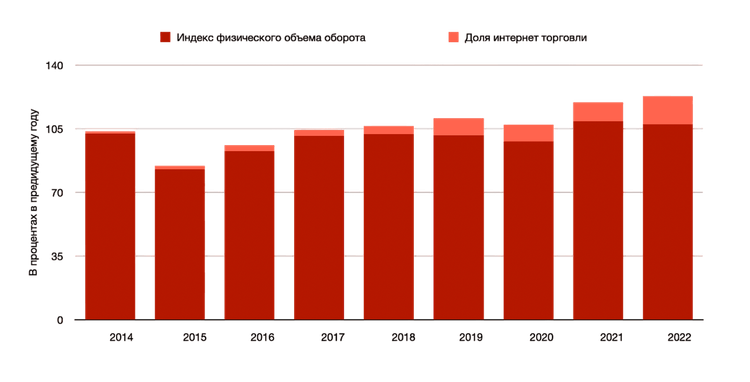 Индекс физического объема оборота
Доля интернет торговли
В процентах в предидущему году
140
105
70
35
0
2014 2015 2016 2017 2018 2019 2020 2021 2022